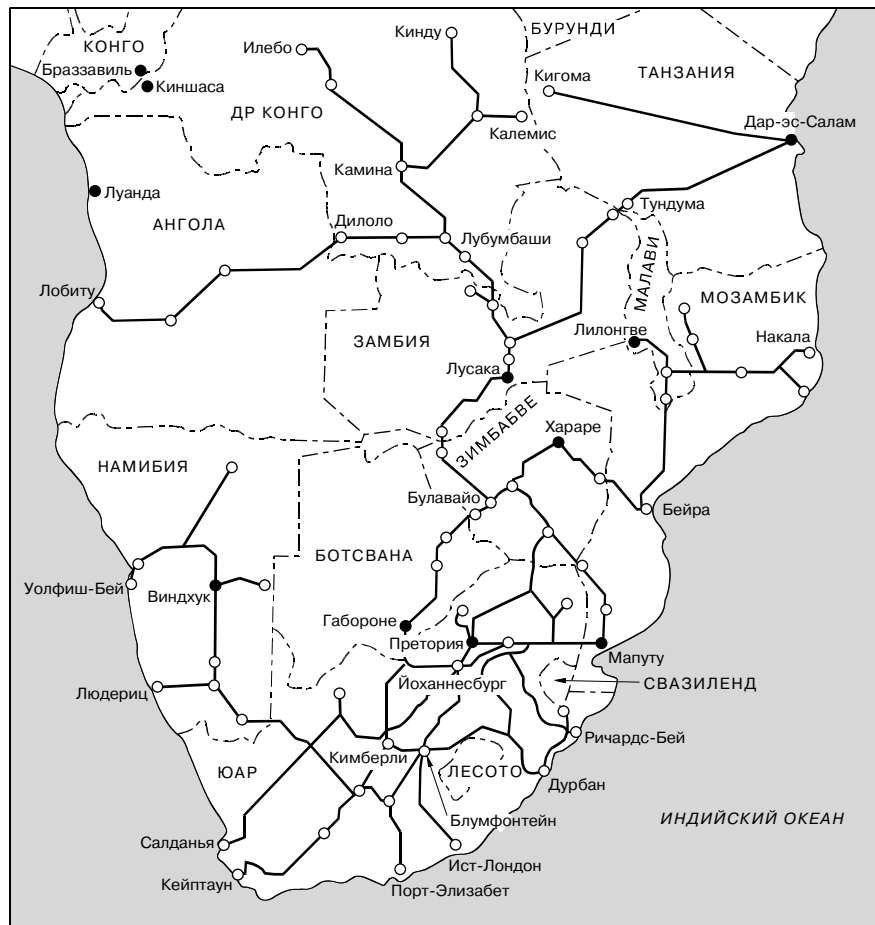 БУРУНДИ
КОНГО
Илебо
Кинду
Браззавиль
Киншаса
Кигома
ТАНЗАНИЯ
ДР КОНГО
Калемис
Дар-эс-Салам
Камина
Луанда
Тундума
АНГОЛА
Дилоло
Лубумбаши
МАЛАВИ
Лобиту
МОЗАМБИК
ЗАМБИЯ
Лилонгве
Накала
Лусака
ЗИМБАБВЕ
Хараре
НАМИБИЯ
Булавайо
Бейра
БОТСВАНА
Уолфиш-Бей
Виндхук
Габороне
Претория
Мапуту
Йоханнесбург
СВАЗИЛЕНД
Людериц
Ричардс-Бей
Кимберли
ЮАР
ЛЕСОТО
Дурбан
Блумфонтейн
ИНДИЙСКИЙ ОКЕАН
Салданья
Ист-Лондон
Кейптаун
Порт-Элизабет